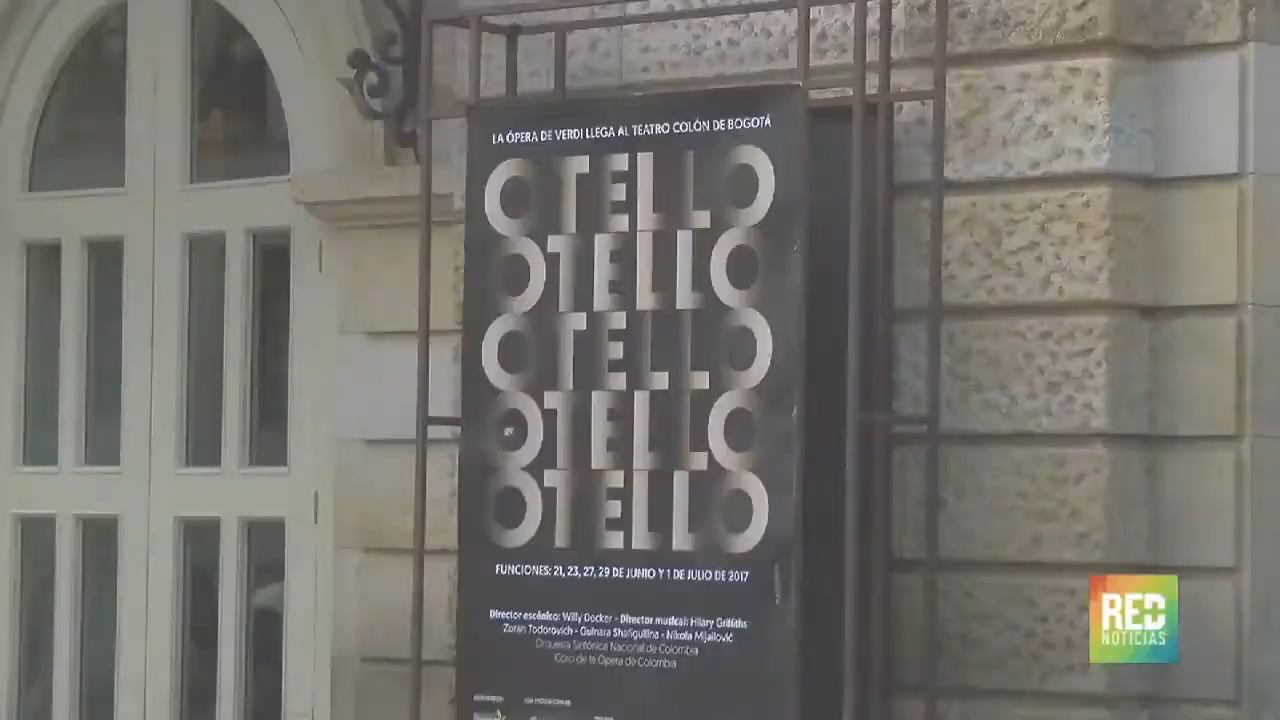 LA ÓPERA DE VERDI LLEGA AL TEATRO COLÓN DE BOGOTÁ
OTELLO
OTELLO
OTELLO
OTELLO
OTELLO
FUNCIONES: 21, 23, 27, 29 DE JUNIO Y 1 DE JULIO DE 2017
Director escénico: Willy Decker - Director musical: Hilary Griffiths
Zoran Todorovich - Gulnara Shafigullina - Nikola Mijailović
Orquesta Sinfónica Nacional de Colombia
Coro de la Ópera de Colombia
RED
NOTICIAS